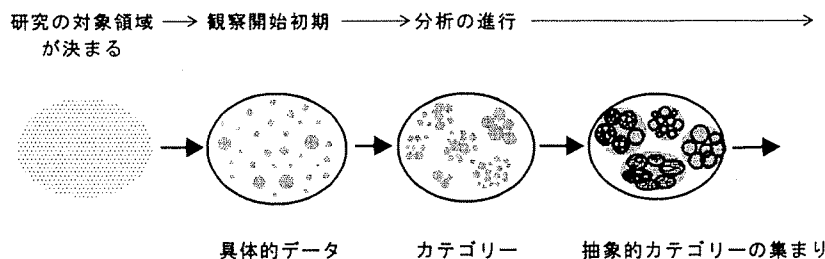 研究の対象領域 → 観察開始初期 → 分析の進行 →
が決まる
具体的データ カテゴリー 抽象的カテゴリーの集まり